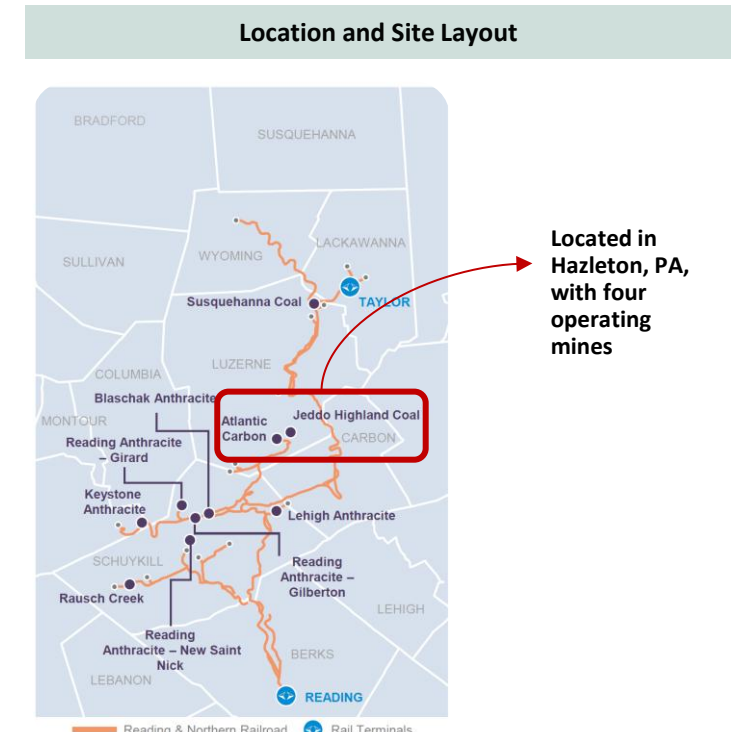 Location and Site Layout
BRADFORD
SUSQUEHANNA
SULLIVAN
WYOMING
LACKAWANNA
TAYLOR
Susquehanna Coal
Located in
Hazleton, PA,
with four
operating
mines
LUZERNE
COLUMBIA
Blaschak Anthracite
MONTOUR
Atlantic
Carbon
Jeddo Highland Coal
CARBON
Reading Anthracite
– Girard
Keystone
Anthracite
Lehigh Anthracite
SCHUYKILL
Reading
Anthracite –
Gilberton
Rausch Creek
LEHIGH
Reading
Anthracite – New Saint
Nick
BERKS
LEBANON
READING
Reading & Northern Railroad
Rail Terminals